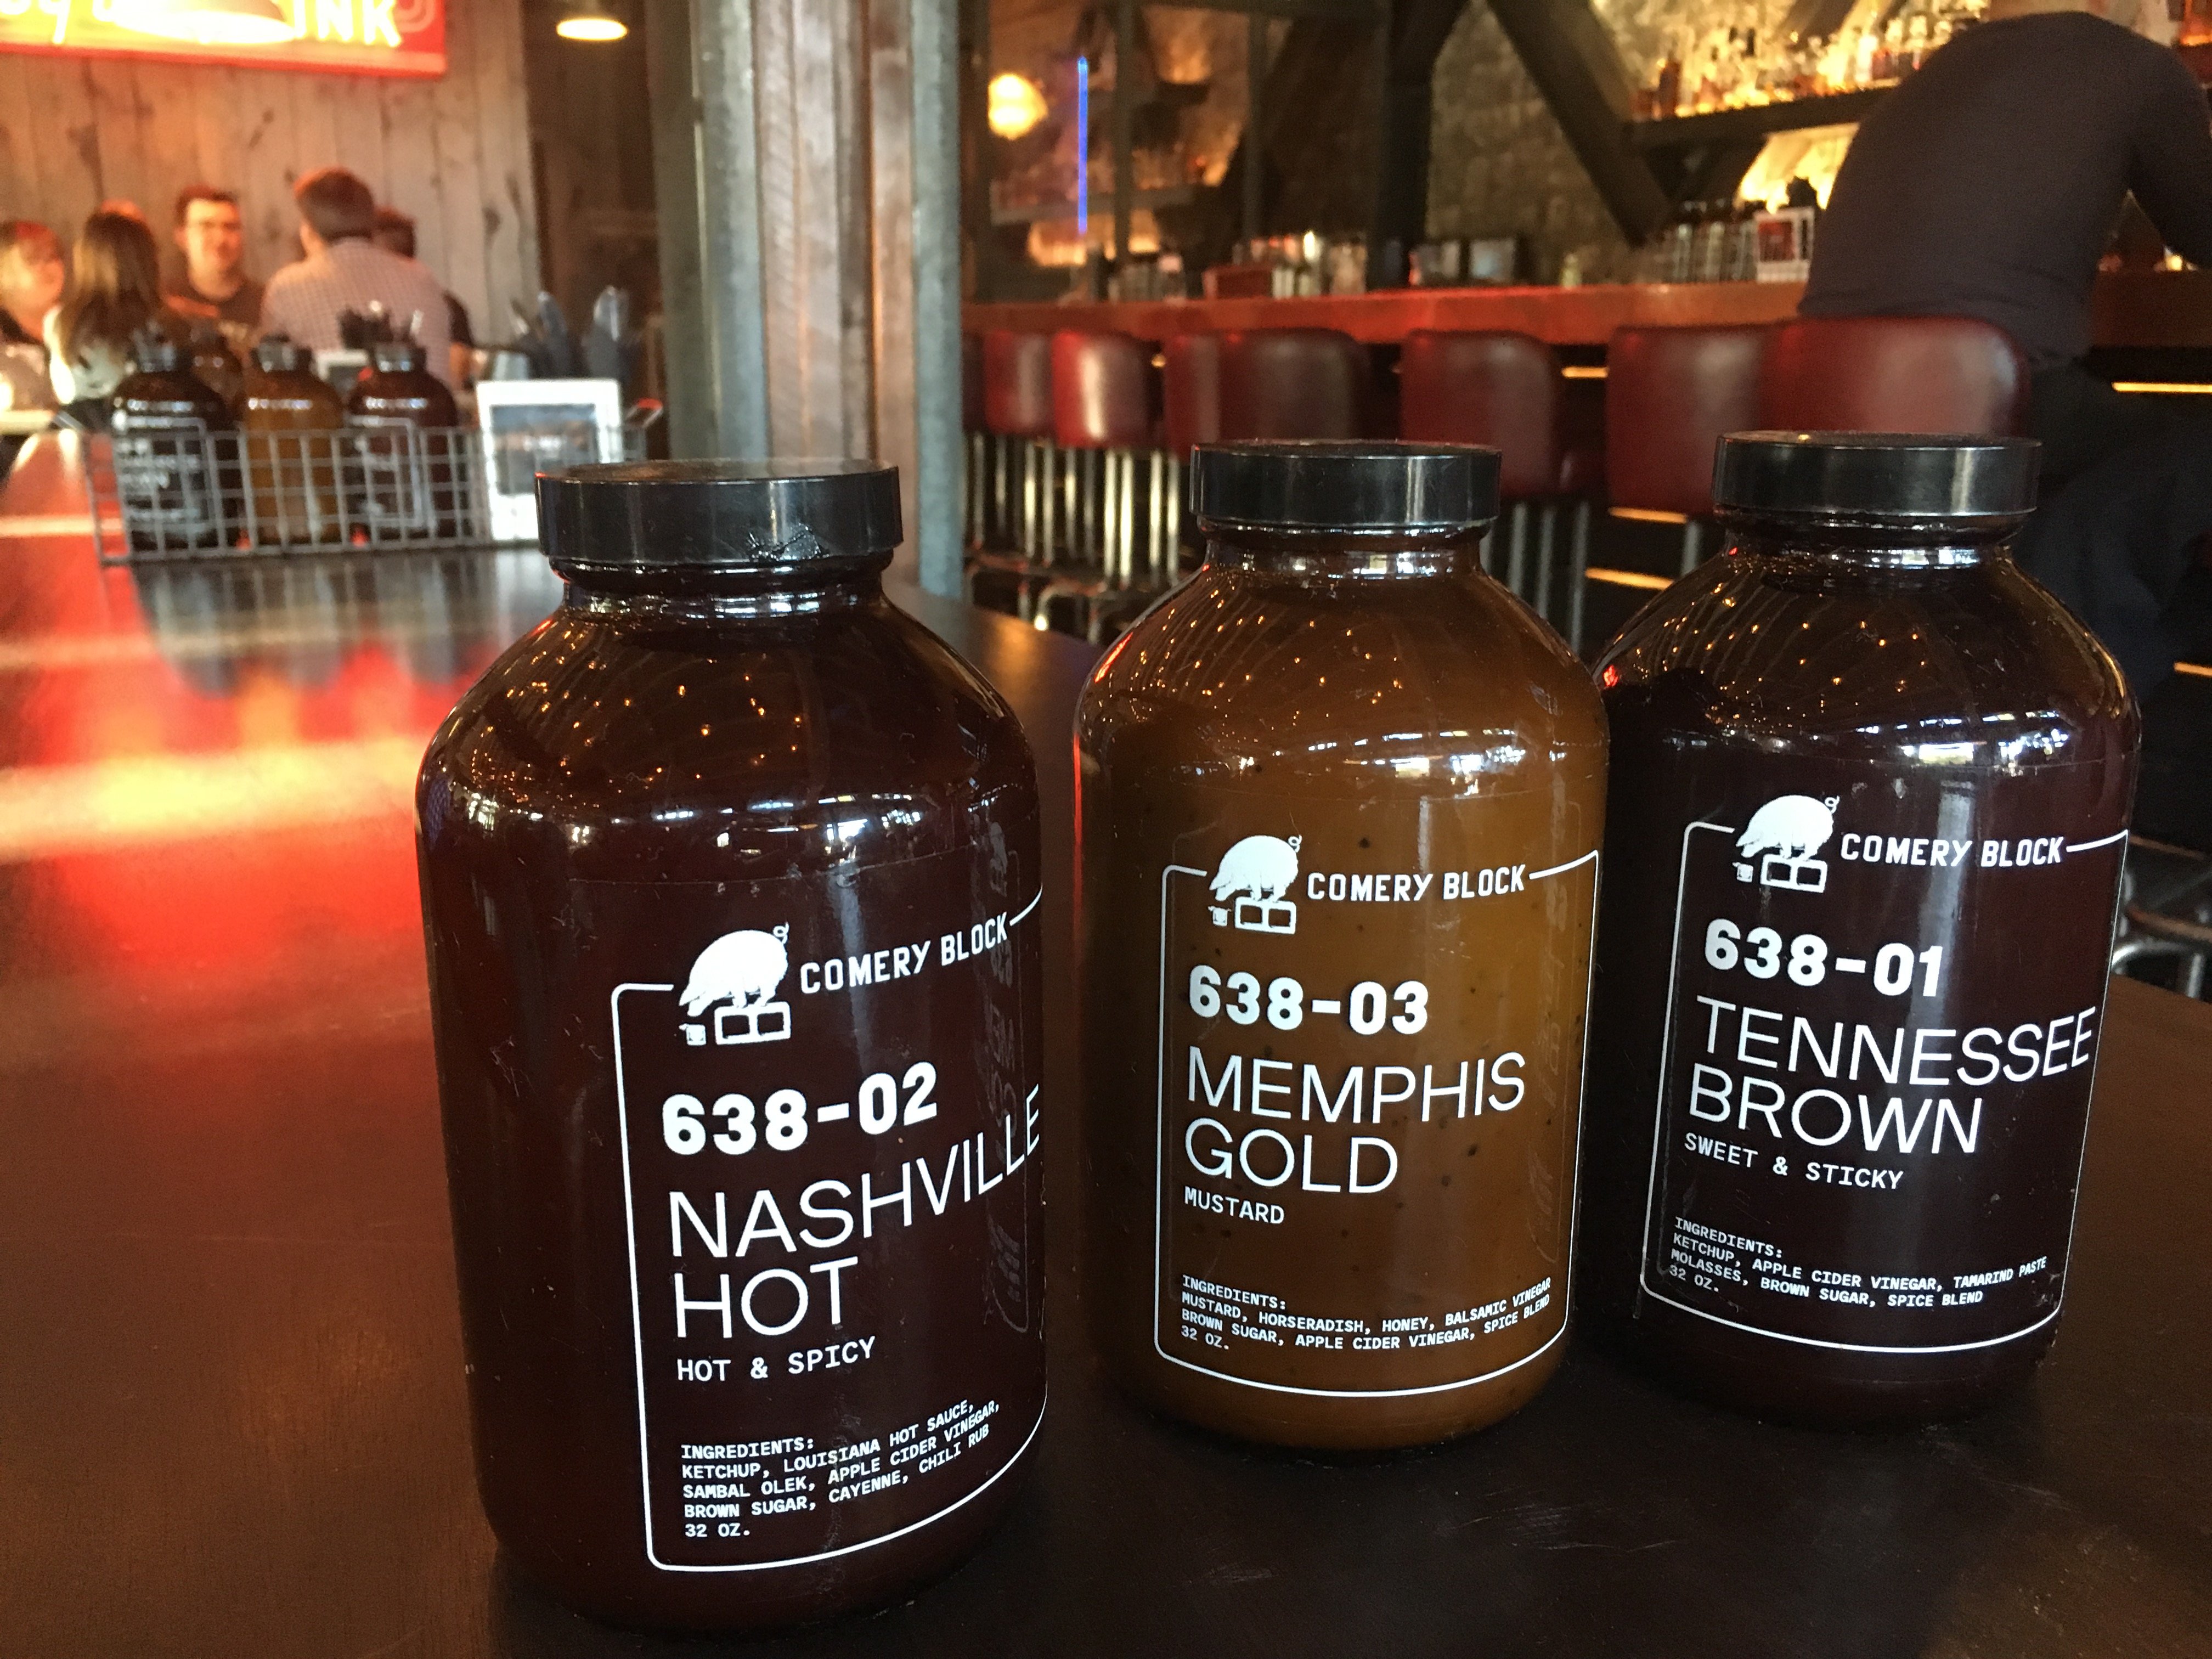 INK
COMERY BLOCK
638-02
NASHVILLE
HOT
HOT & SPICY
INGREDIENTS:
KETCHUP, LOUISIANA HOT SAUCE,
SAMBAL OLEK, APPLE CIDER VINEGAR,
BROWN SUGAR, CAYENNE, CHILI RUB
32 OZ.
COMERY BLOCK
638-03
MEMPHIS
GOLD
MUSTARD
INGREDIENTS:
MUSTARD, HORSERADISH, HONEY, BALSAMIC VINEGAR
BROWN SUGAR, APPLE CIDER VINEGAR, SPICE BLEND
32 OZ.
COMERY BLOCK
638-01
TENNESSEE
BROWN
SWEET & STICKY
INGREDIENTS:
KETCHUP, APPLE CIDER VINEGAR, TAMARIND PASTE
MOLASSES, BROWN SUGAR, SPICE BLEND
32 OZ.